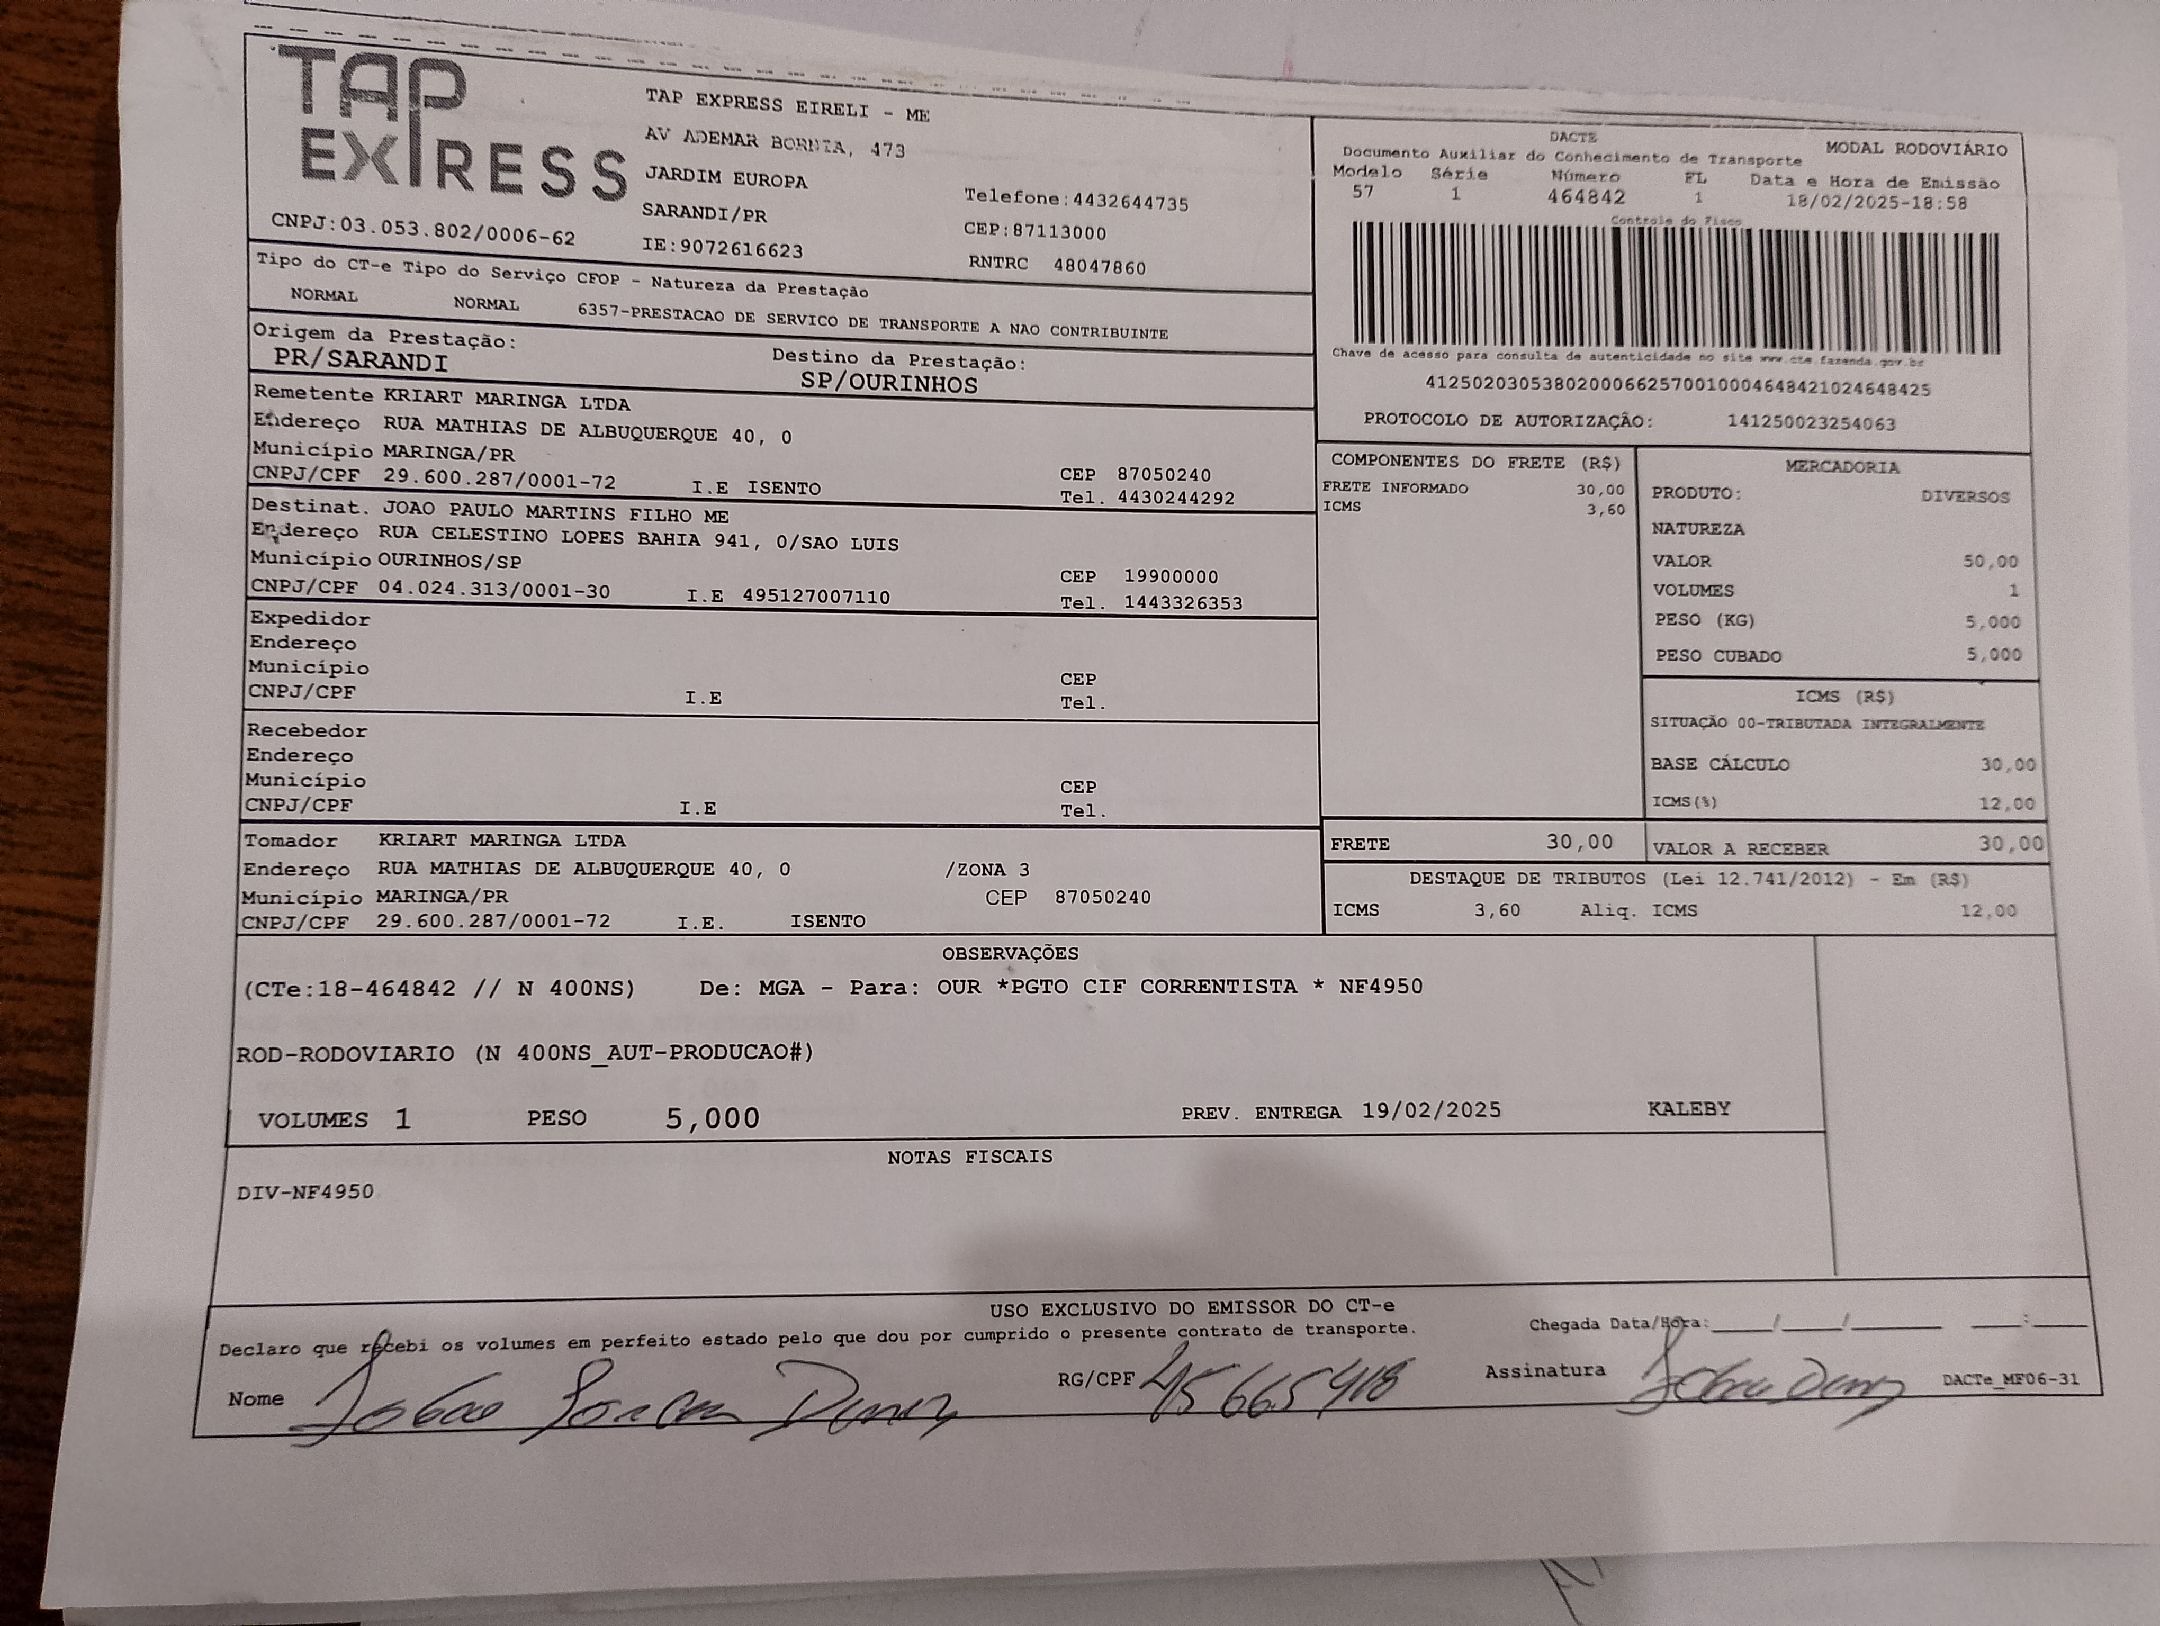 TAP
EXPRESS
TAP EXPRESS EIRELI - ME
AV ADEMAR BORNIA, 473
JARDIM EUROPA
SARANDI/PR
Telefone:4432644735
CEP:87113000
CNPJ:03.053.802/0006-62
IE:9072616623
RNTRC 48047860
DACTE
MODAL RODOVIÁRIO
Documento Auxiliar do Conhecimento de Transporte
Modelo Série Número FL Data e Hora de Emissão
57 1 464842 1 18/02/2025-18:58
Controle do Fisco
Chave de acesso para consulta de autenticidade no site www.cte.fazenda.gov.br
41250203053802000662570010004648421024648425
PROTOCOLO DE AUTORIZAÇÃO: 141250023254063
Tipo do CT-e Tipo do Serviço CFOP - Natureza da Prestação
NORMAL NORMAL 6357-PRESTACAO DE SERVICO DE TRANSPORTE A NAO CONTRIBUINTE
Origem da Prestação: Destino da Prestação:
PR/SARANDI SP/OURINHOS
Remetente KRIART MARINGA LTDA
Endereço RUA MATHIAS DE ALBUQUERQUE 40, 0
Município MARINGA/PR CEP 87050240
CNPJ/CPF 29.600.287/0001-72 I.E ISENTO Tel. 4430244292
Destinat. JOAO PAULO MARTINS FILHO ME
Endereço RUA CELESTINO LOPES BAHIA 941, 0/SAO LUIS
Município OURINHOS/SP CEP 19900000
CNPJ/CPF 04.024.313/0001-30 I.E 495127007110 Tel. 1443326353
Expedidor
Endereço
Município CEP
CNPJ/CPF I.E Tel.
Recebedor
Endereço
Município CEP
CNPJ/CPF I.E Tel.
Tomador KRIART MARINGA LTDA
Endereço RUA MATHIAS DE ALBUQUERQUE 40, 0 /ZONA 3
Município MARINGA/PR CEP 87050240
CNPJ/CPF 29.600.287/0001-72 I.E. ISENTO
COMPONENTES DO FRETE (R$)
FRETE INFORMADO 30,00
ICMS 3,60
MERCADORIA
PRODUTO: DIVERSOS
NATUREZA
VALOR 50,00
VOLUMES 1
PESO (KG) 5,000
PESO CUBADO 5,000
ICMS (R$)
SITUAÇÃO 00-TRIBUTADA INTEGRALMENTE
BASE CÁLCULO 30,00
ICMS(%) 12,00
FRETE 30,00 VALOR A RECEBER 30,00
DESTAQUE DE TRIBUTOS (Lei 12.741/2012) - Em (R$)
ICMS 3,60 Aliq. ICMS 12,00
OBSERVAÇÕES
(CTe:18-464842 // N 400NS) De: MGA - Para: OUR *PGTO CIF CORRENTISTA * NF4950
ROD-RODOVIARIO (N 400NS_AUT-PRODUCAO#)
VOLUMES 1 PESO 5,000 PREV. ENTREGA 19/02/2025 KALEBY
NOTAS FISCAIS
DIV-NF4950
USO EXCLUSIVO DO EMISSOR DO CT-e
Declaro que recebi os volumes em perfeito estado pelo que dou por cumprido o presente contrato de transporte. Chegada Data/Hora:____/____/______ ___:____
Nome RG/CPF 45665418 Assinatura DACTe_MF06-31